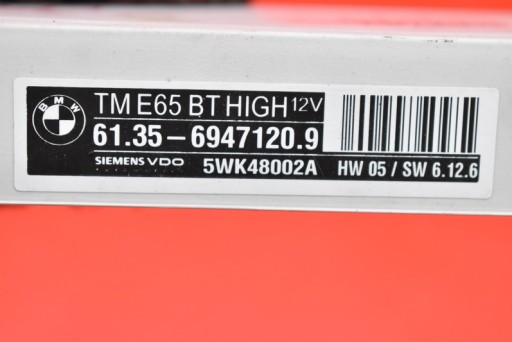 BMW
TM E65 BT HIGH 12V
61.35-6947120.9
SIEMENS VDO 5WK48002A HW 05 / SW 6.12.6